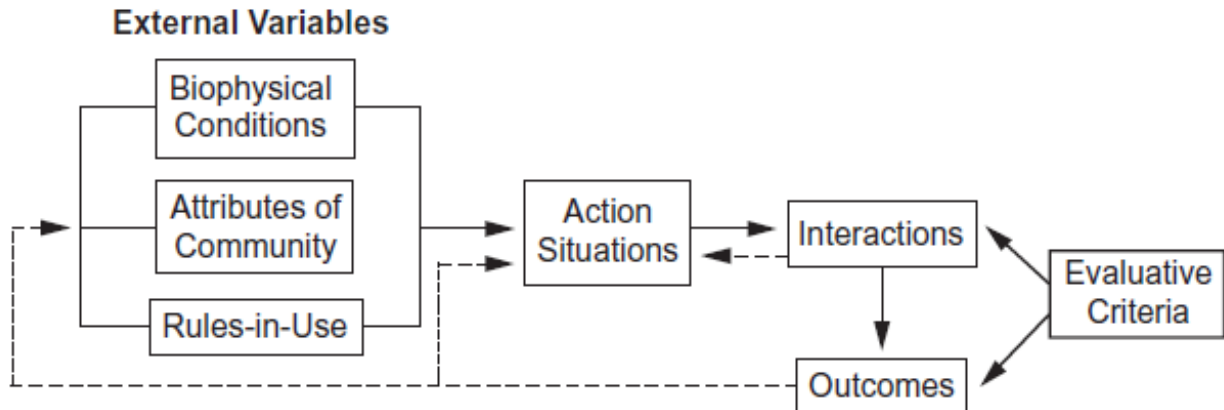 External Variables
Biophysical
Conditions
Attributes of
Community
Rules-in-Use
Action
Situations
Interactions
Outcomes
Evaluative
Criteria